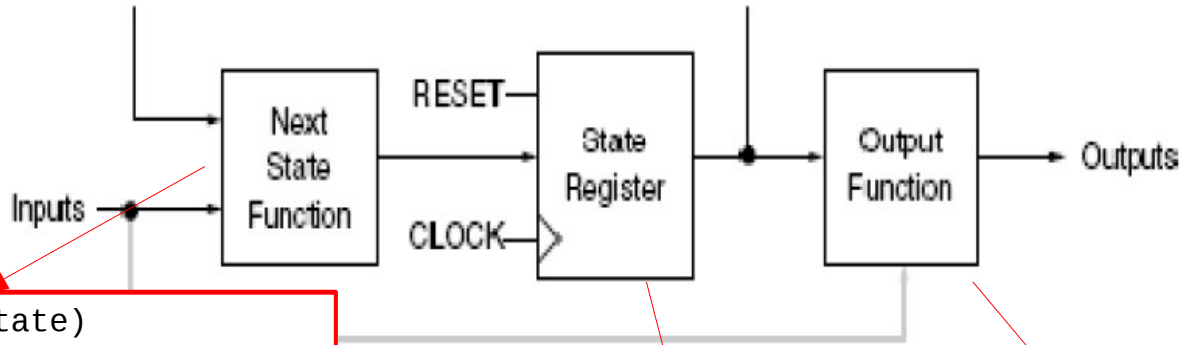 Next
State
Function
RESET
CLOCK
State
Register
Output
Function
Inputs
Outputs
tate)